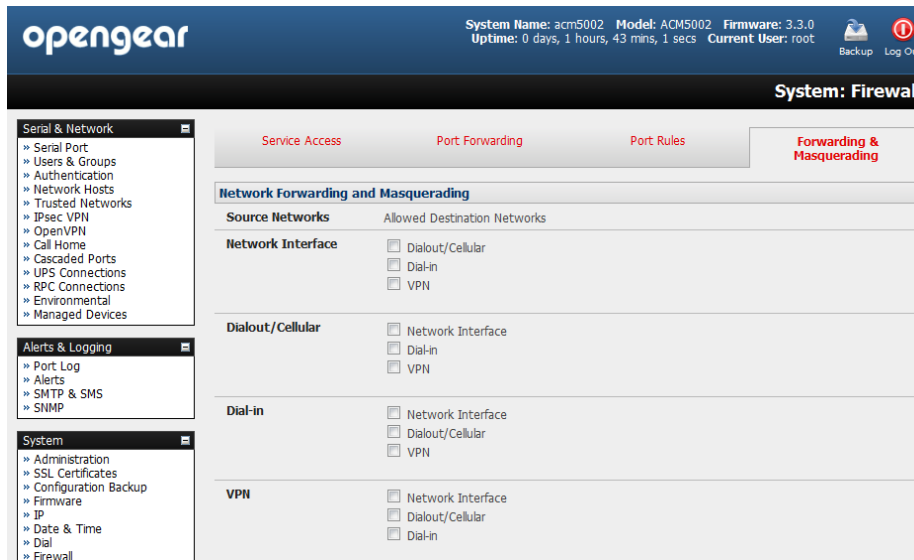 opengear
System Name: acm5002 Model: ACM5002 Firmware: 3.3.0
Uptime: 0 days, 1 hours, 43 mins, 1 secs Current User: root
Backup
Log Ou
System: Firewal
Serial & Network
» Serial Port
» Users & Groups
» Authentication
» Network Hosts
» Trusted Networks
» IPsec VPN
» OpenVPN
» Call Home
» Cascaded Ports
» UPS Connections
» RPC Connections
» Environmental
» Managed Devices
Alerts & Logging
» Port Log
» Alerts
» SMTP & SMS
» SNMP
System
» Administration
» SSL Certificates
» Configuration Backup
» Firmware
» IP
» Date & Time
» Dial
» Firewall
Service Access
Port Forwarding
Port Rules
Forwarding &
Masquerading
Network Forwarding and Masquerading
Source Networks Allowed Destination Networks
Network Interface Dialout/Cellular
Dial-in
VPN
Dialout/Cellular Network Interface
Dial-in
VPN
Dial-in Network Interface
Dialout/Cellular
VPN
VPN Network Interface
Dialout/Cellular
Dial-in